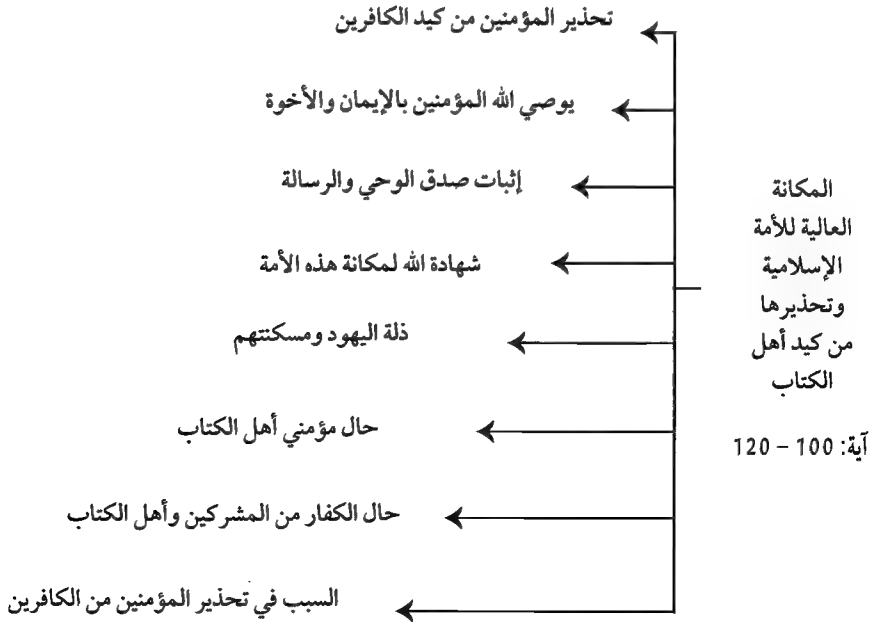 المكانة
العالية للأمة
الإسلامية
وتحذيرها
من كيد أهل
الكتاب
آية: 100 – 120
تحذير المؤمنين من كيد الكافرين
يوصي الله المؤمنين بالإيمان والأخوة
إثبات صدق الوحي والرسالة
شهادة الله لمكانة هذه الأمة
ذلة اليهود ومسكنتهم
حال مؤمني أهل الكتاب
حال الكفار من المشركين وأهل الكتاب
السبب في تحذير المؤمنين من الكافرين